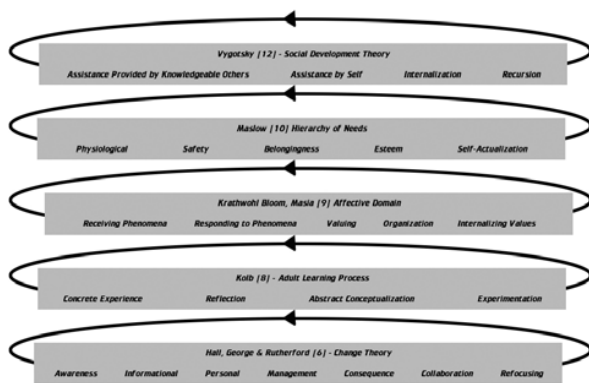 Vygotsky [12] - Social Development Theory
Assistance Provided by Knowledgeable Others Assistance by Self Internalization Recursion
Maslow [10] Hierarchy of Needs
Physiological Safety Belongingness Esteem Self-Actualization
Krathwohl Bloom, Masia [9] Affective Domain
Receiving Phenomena Responding to Phenomena Valuing Organization Internalizing Values
Kolb [8] - Adult Learning Process
Concrete Experience Reflection Abstract Conceptualization Experimentation
Hall, George & Rutherford [6] - Change Theory
Awareness Informational Personal Management Consequence Collaboration Refocusing